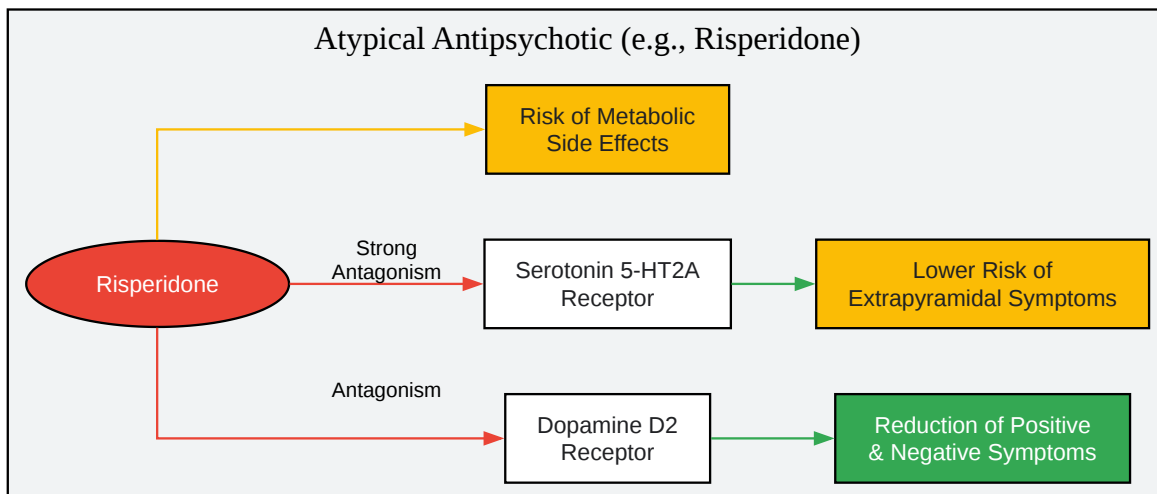 Atypical Antipsychotic (e.g., Risperidone)
Risk of Metabolic
Side Effects
Risperidone
Strong
Antagonism
Serotonin 5-HT2A
Receptor
Lower Risk of
Extrapyramidal Symptoms
Antagonism
Dopamine D2
Receptor
Reduction of Positive
& Negative Symptoms